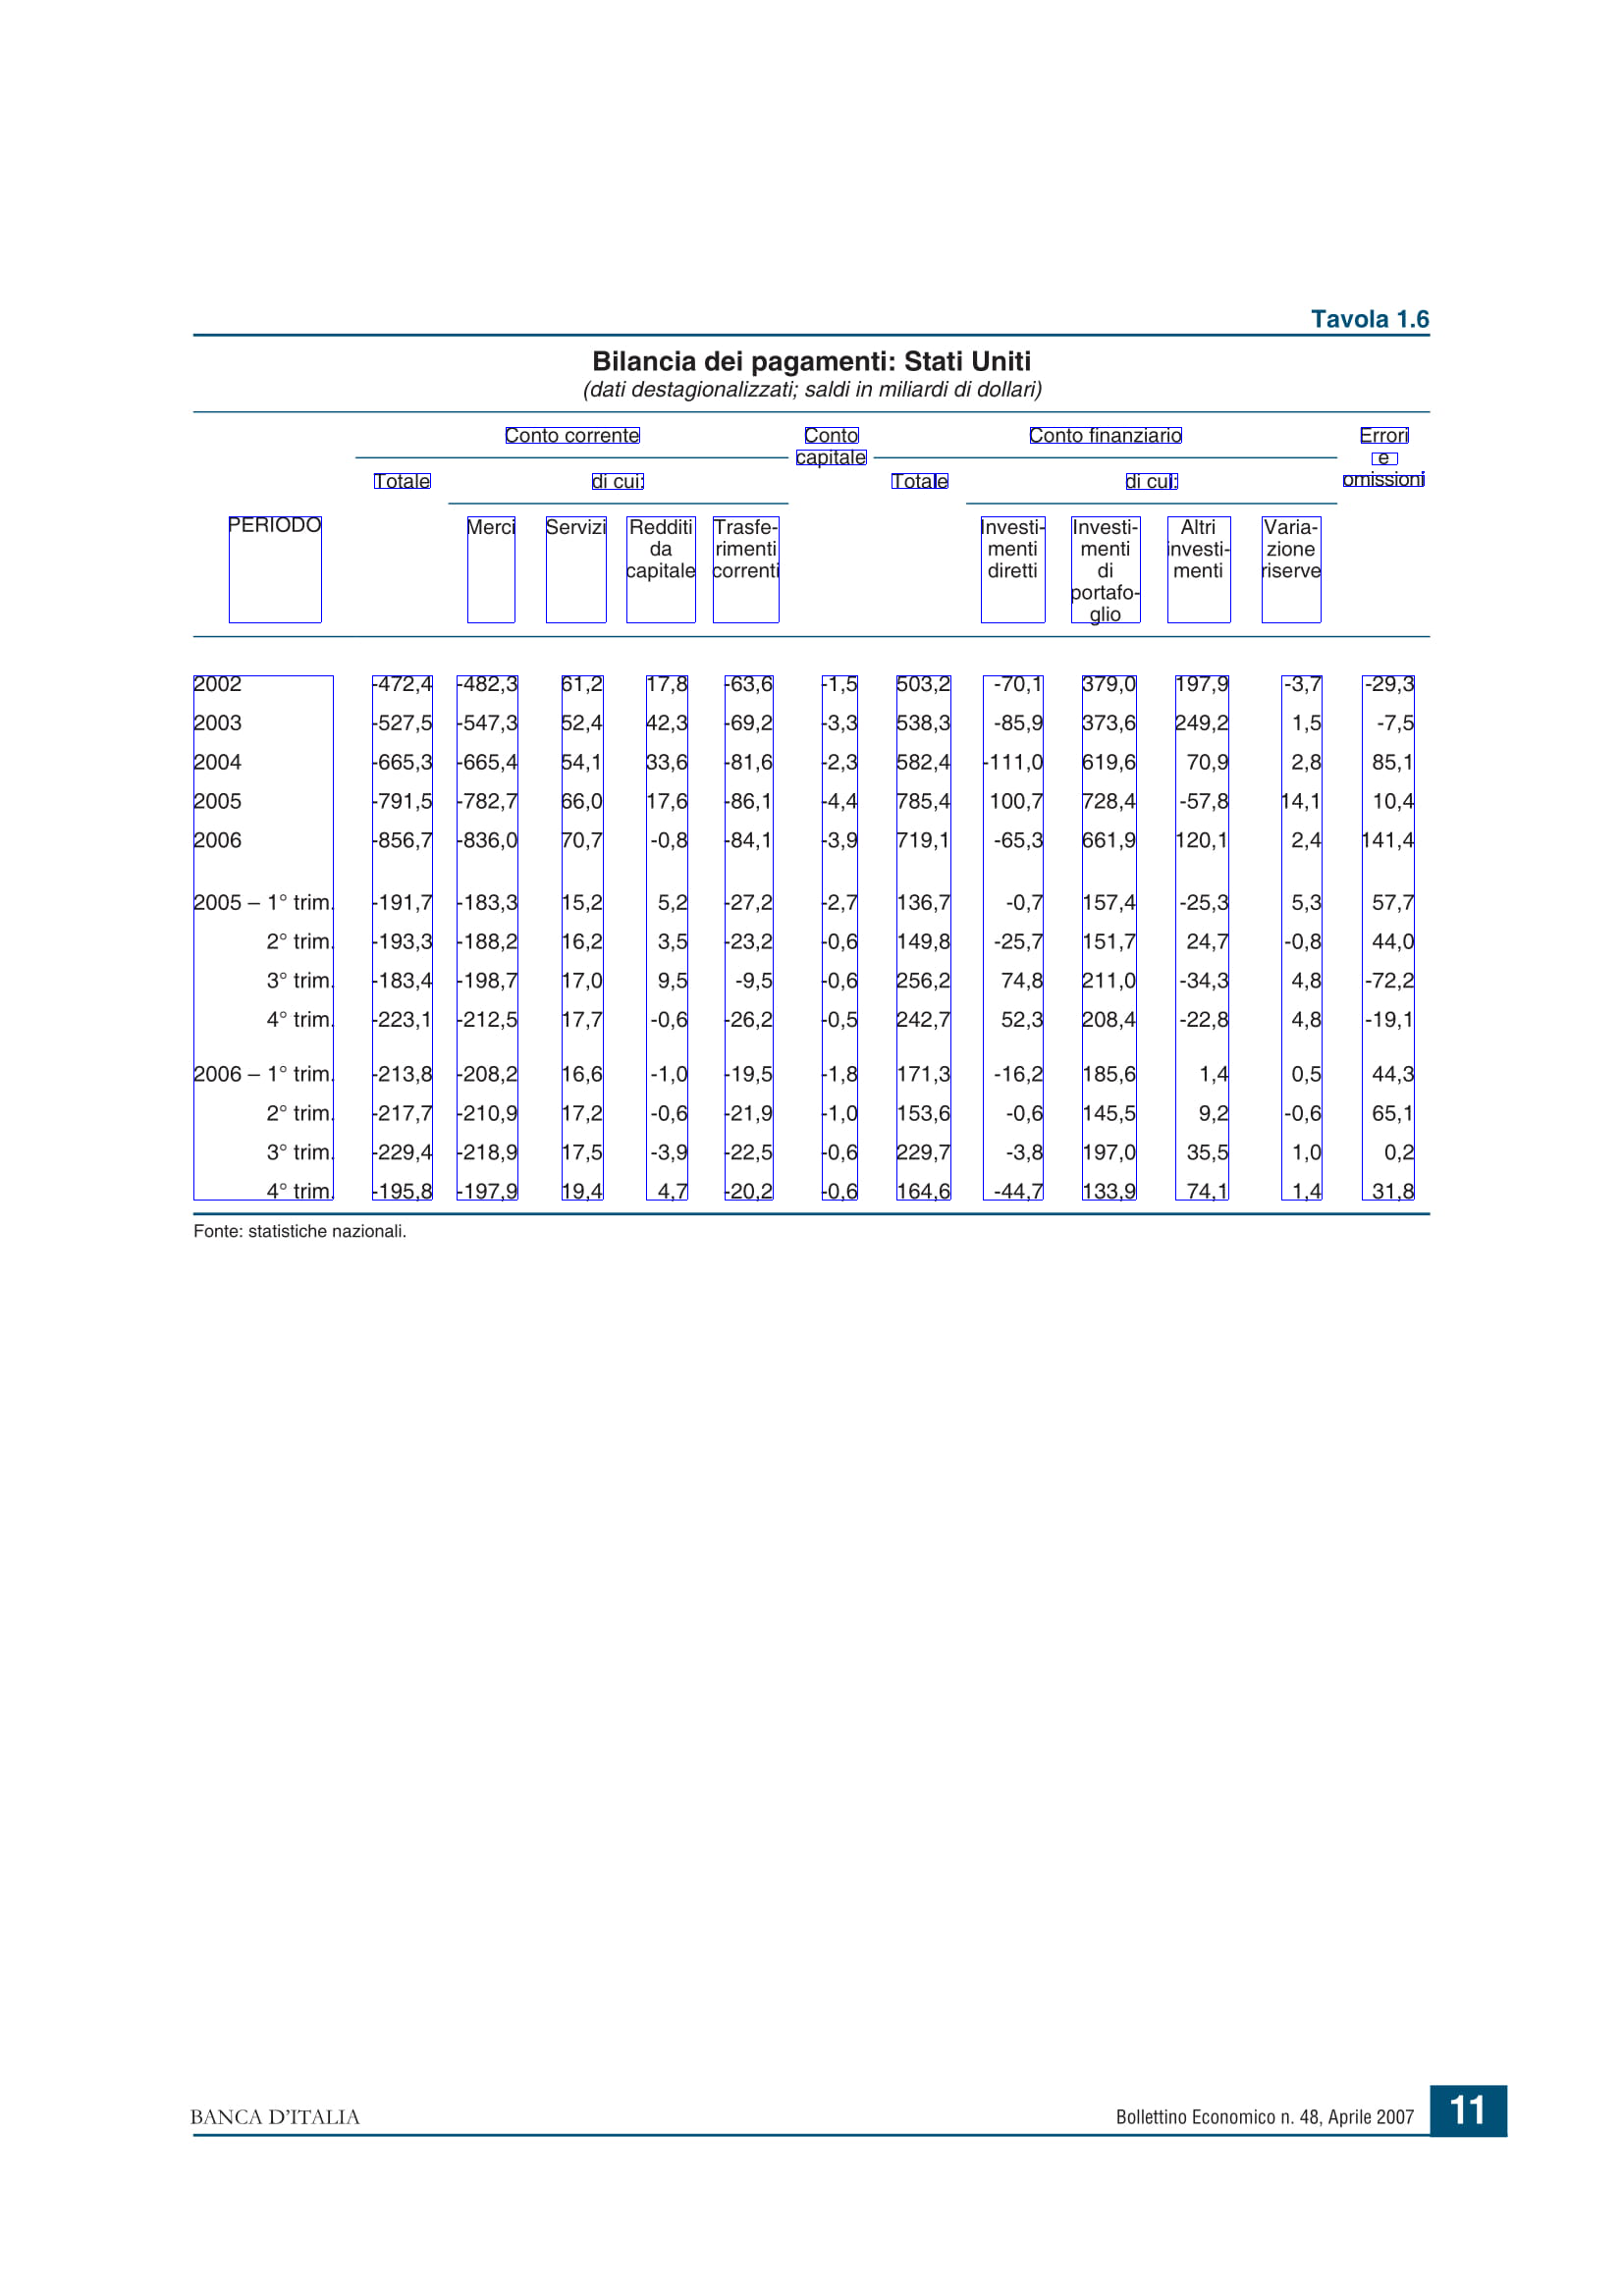 Tavola 1.6
Bilancia dei pagamenti: Stati Uniti
(dati destagionalizzati; saldi in miliardi di dollari)
Conto corrente Conto capitale Conto finanziario Errori e omissioni
Totale di cui: Totale di cui:
PERIODO Merci Servizi Redditi da capitale Trasfe-rimenti correnti Investi-menti diretti Investi-menti di portafo-glio Altri investi-menti Varia-zione riserve
2002 -472,4 -482,3 61,2 17,8 -63,6 -1,5 503,2 -70,1 379,0 197,9 -3,7 -29,3
2003 -527,5 -547,3 52,4 42,3 -69,2 -3,3 538,3 -85,9 373,6 249,2 1,5 -7,5
2004 -665,3 -665,4 54,1 33,6 -81,6 -2,3 582,4 -111,0 619,6 70,9 2,8 85,1
2005 -791,5 -782,7 66,0 17,6 -86,1 -4,4 785,4 100,7 728,4 -57,8 14,1 10,4
2006 -856,7 -836,0 70,7 -0,8 -84,1 -3,9 719,1 -65,3 661,9 120,1 2,4 141,4
2005 – 1° trim. -191,7 -183,3 15,2 5,2 -27,2 -2,7 136,7 -0,7 157,4 -25,3 5,3 57,7
2° trim. -193,3 -188,2 16,2 3,5 -23,2 -0,6 149,8 -25,7 151,7 24,7 -0,8 44,0
3° trim. -183,4 -198,7 17,0 9,5 -9,5 -0,6 256,2 74,8 211,0 -34,3 4,8 -72,2
4° trim. -223,1 -212,5 17,7 -0,6 -26,2 -0,5 242,7 52,3 208,4 -22,8 4,8 -19,1
2006 – 1° trim. -213,8 -208,2 16,6 -1,0 -19,5 -1,8 171,3 -16,2 185,6 1,4 0,5 44,3
2° trim. -217,7 -210,9 17,2 -0,6 -21,9 -1,0 153,6 -0,6 145,5 9,2 -0,6 65,1
3° trim. -229,4 -218,9 17,5 -3,9 -22,5 -0,6 229,7 -3,8 197,0 35,5 1,0 0,2
4° trim. -195,8 -197,9 19,4 4,7 -20,2 -0,6 164,6 -44,7 133,9 74,1 1,4 31,8
Fonte: statistiche nazionali.
BANCA D'ITALIA Bollettino Economico n. 48, Aprile 2007 11